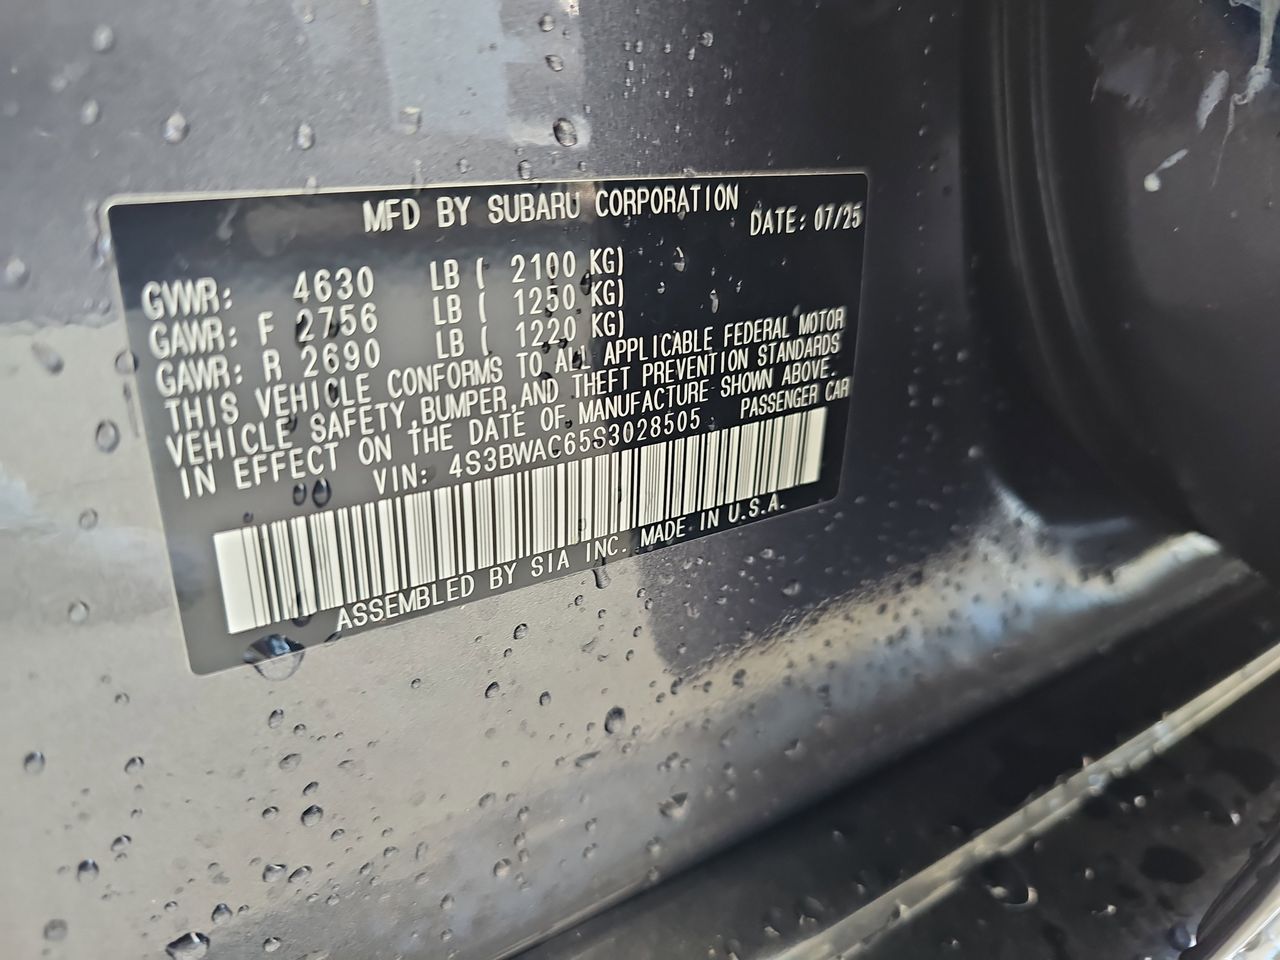 MFD BY SUBARU CORPORATION
DATE: 07/25
GVWR: 4630 LB ( 2100 KG)
GAWR: F 2756 LB ( 1250 KG)
GAWR: R 2690 LB ( 1220 KG)
THIS VEHICLE CONFORMS TO ALL APPLICABLE FEDERAL MOTOR
VEHICLE SAFETY,BUMPER,AND THEFT PREVENTION STANDARDS
IN EFFECT ON THE DATE OF MANUFACTURE SHOWN ABOVE.
VIN: 4S3BWAC65S3028505 PASSENGER CAR
ASSEMBLED BY SIA INC. MADE IN U.S.A.